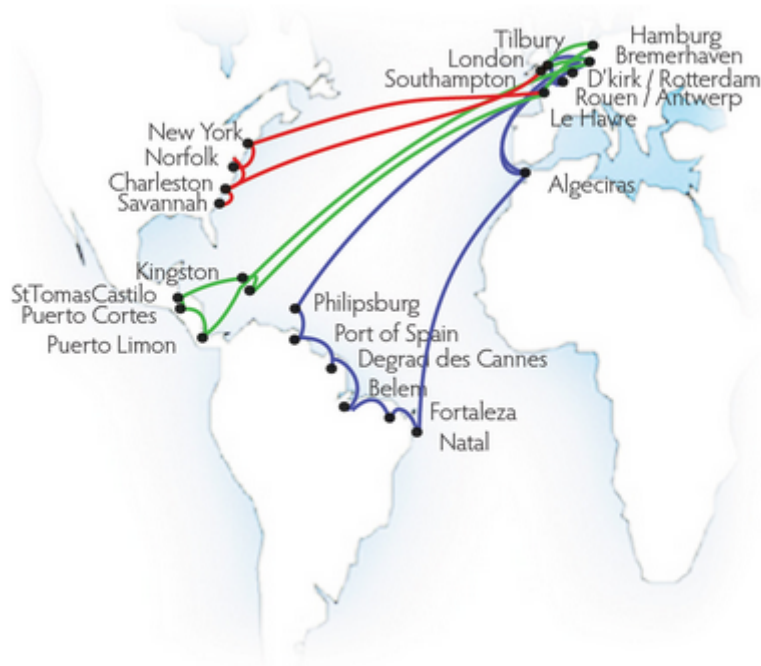 Tilbury
Hamburg
London
Bremerhaven
Southampton
D'kirk / Rotterdam
Rouen / Antwerp
Le Havre
New York
Norfolk
Charleston
Algeciras
Savannah
Kingston
StTomasCastilo
Philipsburg
Puerto Cortes
Port of Spain
Puerto Limon
Degrad des Cannes
Belem
Fortaleza
Natal